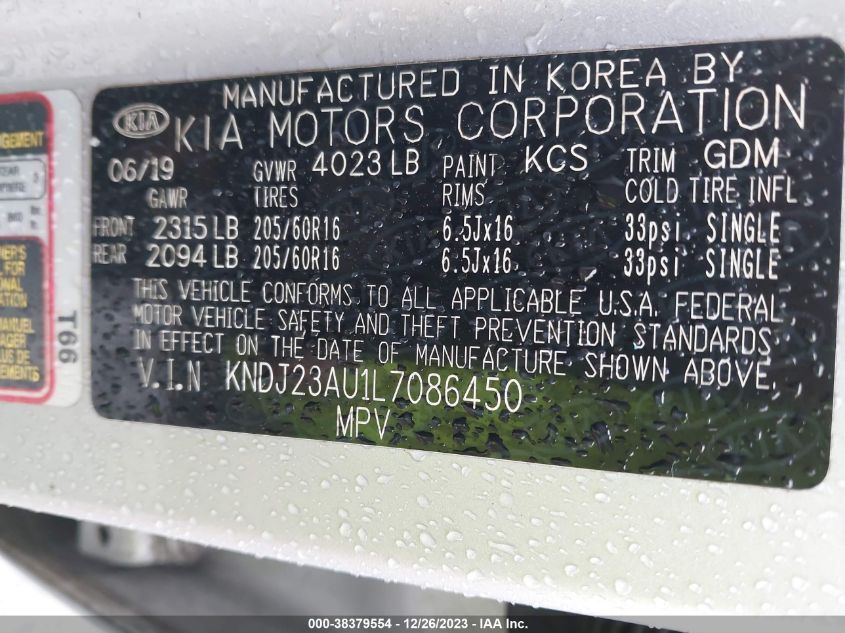 MANUFACTURED IN KOREA BY
KIA KIA MOTORS CORPORATION
06/19 GVWR 4023 LB PAINT KCS TRIM GDM
GAWR TIRES RIMS COLD TIRE INFL
FRONT 2315 LB 205/60R16 6.5Jx16 33psi SINGLE
REAR 2094 LB 205/60R16 6.5Jx16 33psi SINGLE
THIS VEHICLE CONFORMS TO ALL APPLICABLE U.S.A. FEDERAL
MOTOR VEHICLE SAFETY AND THEFT PREVENTION STANDARDS
IN EFFECT ON THE DATE OF MANUFACTURE SHOWN ABOVE.
V.I.N KNDJ23AU1L7086450
MPV
T66
000-38379554 - 12/26/2023 - IAA Inc.